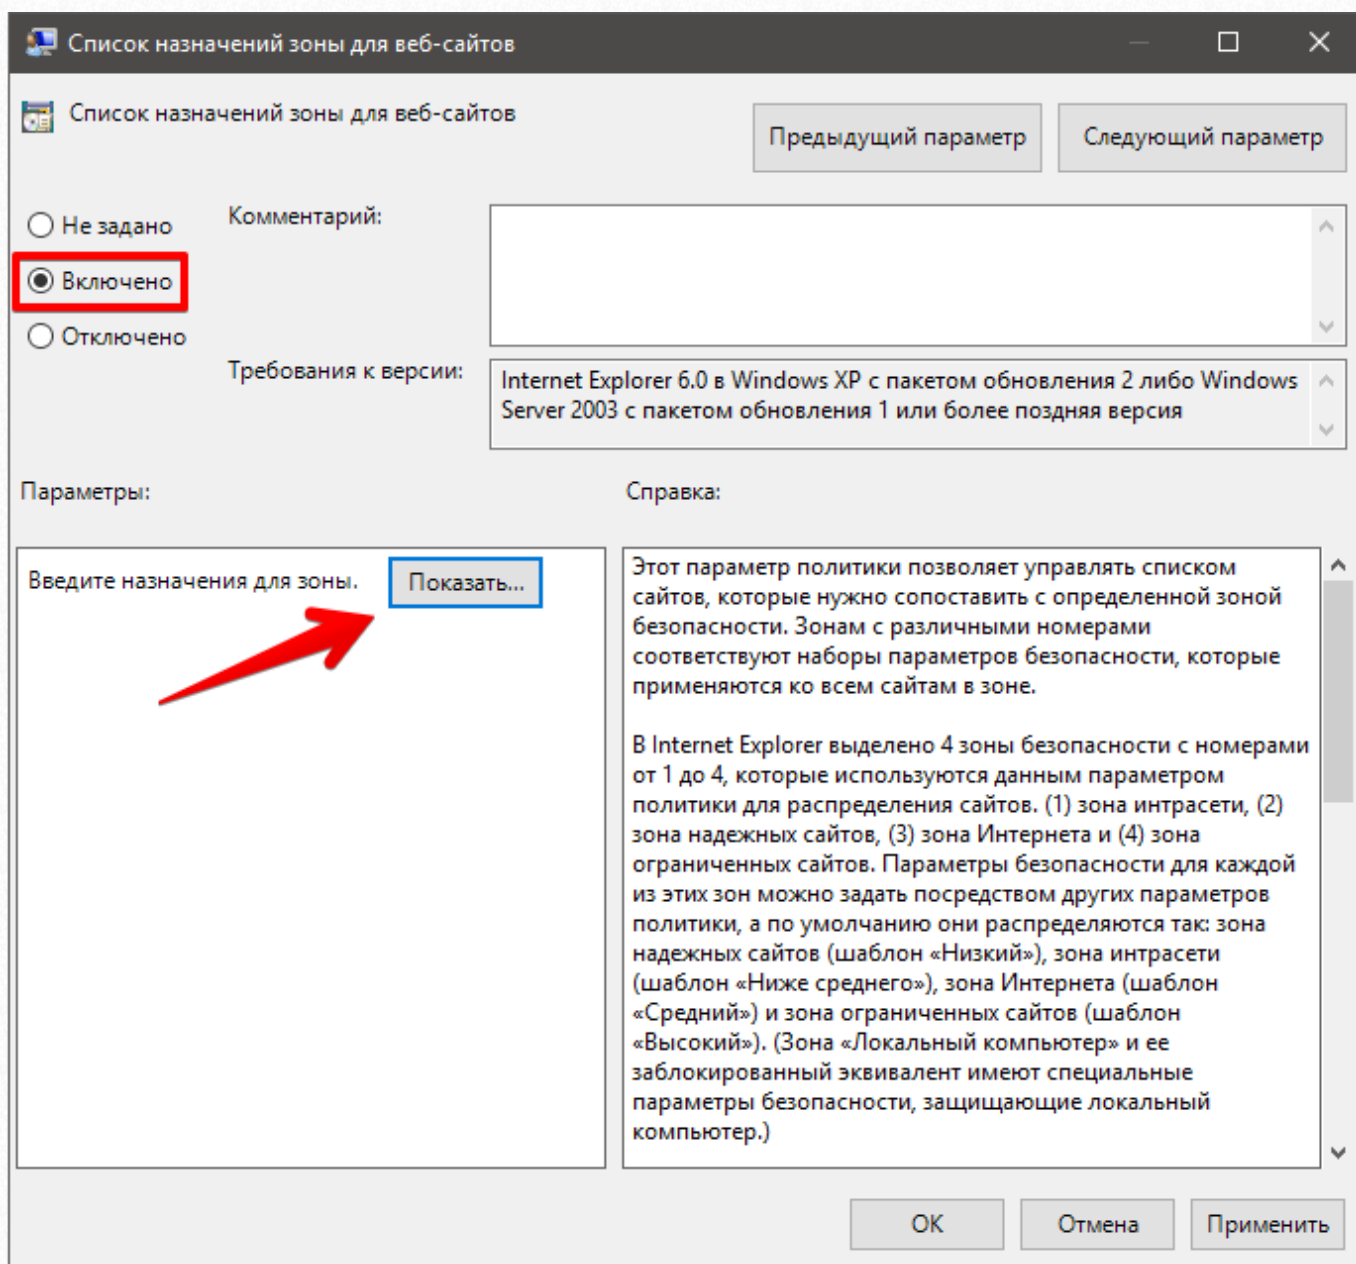 Список назначений зоны для веб-сайтов
Список назначений зоны для веб-сайтов
Предыдущий параметр
Следующий параметр
Не задано
Включено
Отключено
Комментарий:
Требования к версии:
Internet Explorer 6.0 в Windows XP с пакетом обновления 2 либо Windows
Server 2003 с пакетом обновления 1 или более поздняя версия
Параметры:
Справка:
Введите назначения для зоны.
Показать...
Этот параметр политики позволяет управлять списком
сайтов, которые нужно сопоставить с определенной зоной
безопасности. Зонам с различными номерами
соответствуют наборы параметров безопасности, которые
применяются ко всем сайтам в зоне.
В Internet Explorer выделено 4 зоны безопасности с номерами
от 1 до 4, которые используются данным параметром
политики для распределения сайтов. (1) зона интрасети, (2)
зона надежных сайтов, (3) зона Интернета и (4) зона
ограниченных сайтов. Параметры безопасности для каждой
из этих зон можно задать посредством других параметров
политики, а по умолчанию они распределяются так: зона
надежных сайтов (шаблон «Низкий»), зона интрасети
(шаблон «Ниже среднего»), зона Интернета (шаблон
«Средний») и зона ограниченных сайтов (шаблон
«Высокий»). (Зона «Локальный компьютер» и ее
заблокированный эквивалент имеют специальные
параметры безопасности, защищающие локальный
компьютер.)
ОК
Отмена
Применить